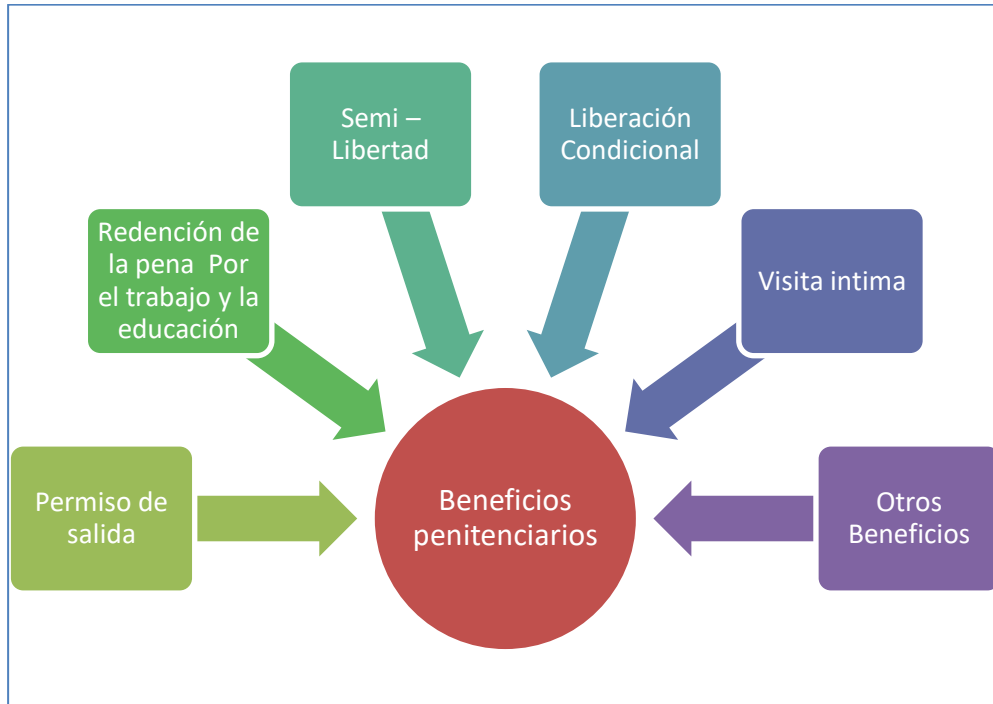 Semi –
Libertad
Liberación
Condicional
Redención de
la pena  Por
el trabajo y la
educación
Visita intima
Permiso de
salida
Beneficios
penitenciarios
Otros
Beneficios